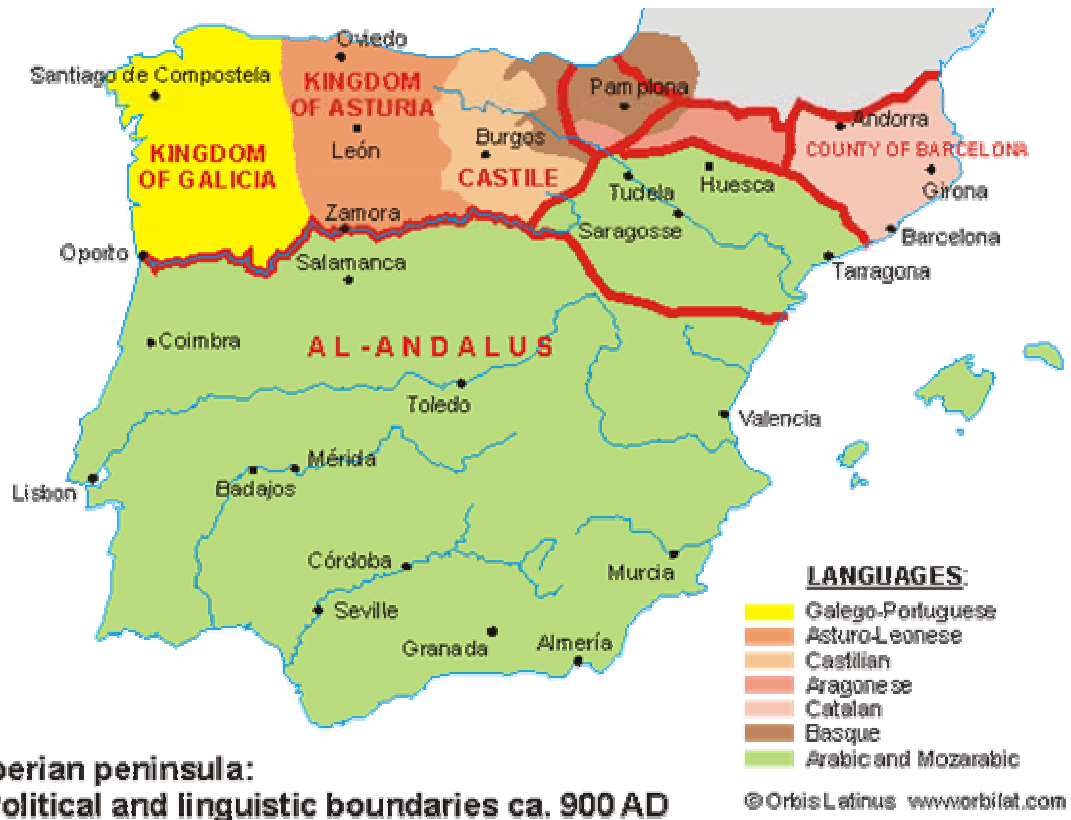 Oviedo
Santiago de Compostela
KINGDOM
OF ASTURIA
Pamplona
Andorra
León
Burgos
COUNTY OF BARCELONA
KINGDOM
OF GALICIA
CASTILE
Tudela
Huesca
Girona
Zamora
Saragosse
Barcelona
Oporto
Salamanca
Tarragona
Coimbra
AL-ANDALUS
Toledo
Valencia
Mérida
Badajos
Lisbon
Córdoba
Murcia
Seville
Granada
Almería
LANGUAGES:
Galego-Portuguese
Asturo-Leonese
Castilian
Aragonese
Catalan
Basque
Arabic and Mozarabic
perian peninsula:
Political and linguistic boundaries ca. 900 AD
© Orbis Latinus www.orbilat.com